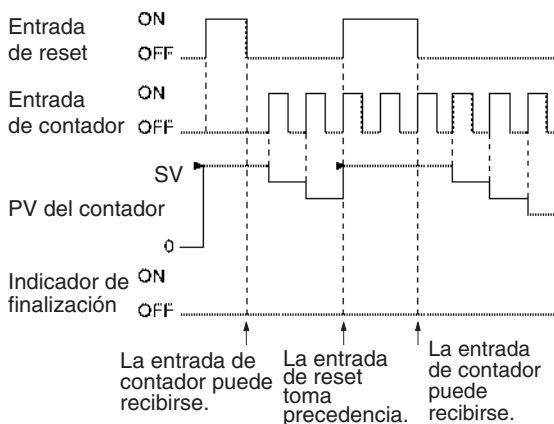 Entrada
de reset
ON
OFF
Entrada
de contador
ON
OFF
SV
PV del contador
0
Indicador de
finalización
ON
OFF
La entrada de
contador puede
recibirse.
La entrada
de reset
toma
precedencia.
La entrada
de contador
puede
recibirse.